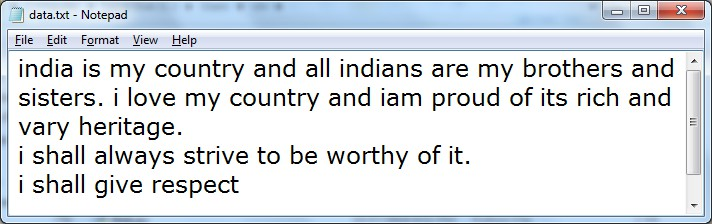 data.txt - Notepad
File Edit Format View Help
india is my country and all indians are my brothers and
sisters. i love my country and iam proud of its rich and
vary heritage.
i shall always strive to be worthy of it.
i shall give respect